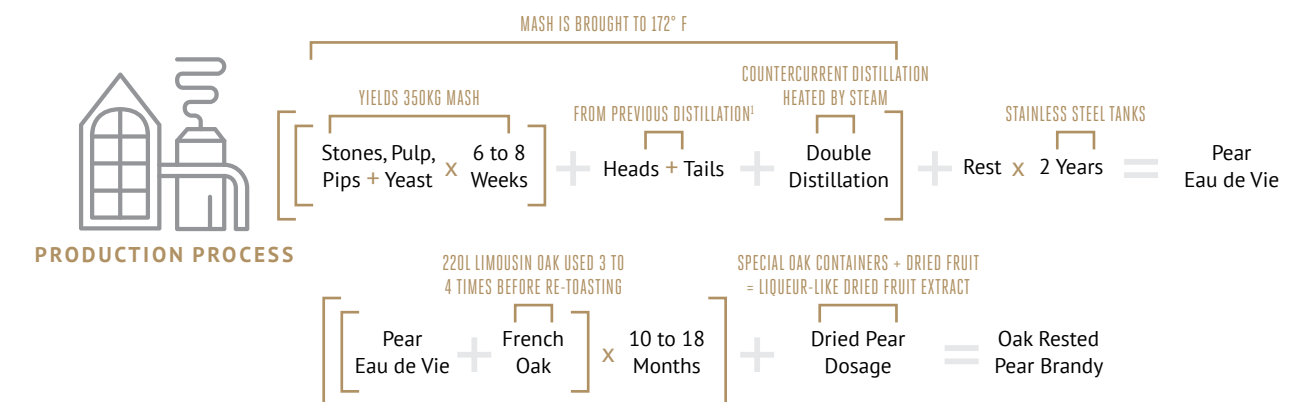 MASH IS BROUGHT TO 172° F
COUNTERCURRENT DISTILLATION
HEATED BY STEAM
YIELDS 350KG MASH
FROM PREVIOUS DISTILLATION¹
STAINLESS STEEL TANKS
Stones, Pulp,
Pips + Yeast
x
6 to 8
Weeks
+
Heads + Tails
+
Double
Distillation
+
Rest x 2 Years
=
Pear
Eau de Vie
PRODUCTION PROCESS
220L LIMOUSIN OAK USED 3 TO
4 TIMES BEFORE RE-TOASTING
SPECIAL OAK CONTAINERS + DRIED FRUIT
= LIQUEUR-LIKE DRIED FRUIT EXTRACT
Pear
Eau de Vie
+
French
Oak
x
10 to 18
Months
+
Dried Pear
Dosage
=
Oak Rested
Pear Brandy